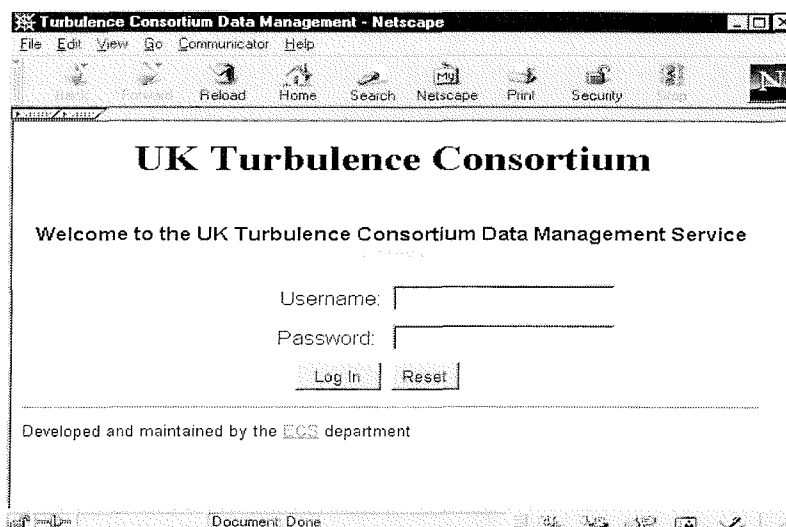 Turbulence Consortium Data Management - Netscape
File Edit View Go Communicator Help
Reload Home Search Netscape Print Security
UK Turbulence Consortium
Welcome to the UK Turbulence Consortium Data Management Service
Username:
Password:
Log In Reset
Developed and maintained by the ECS department
Document: Done